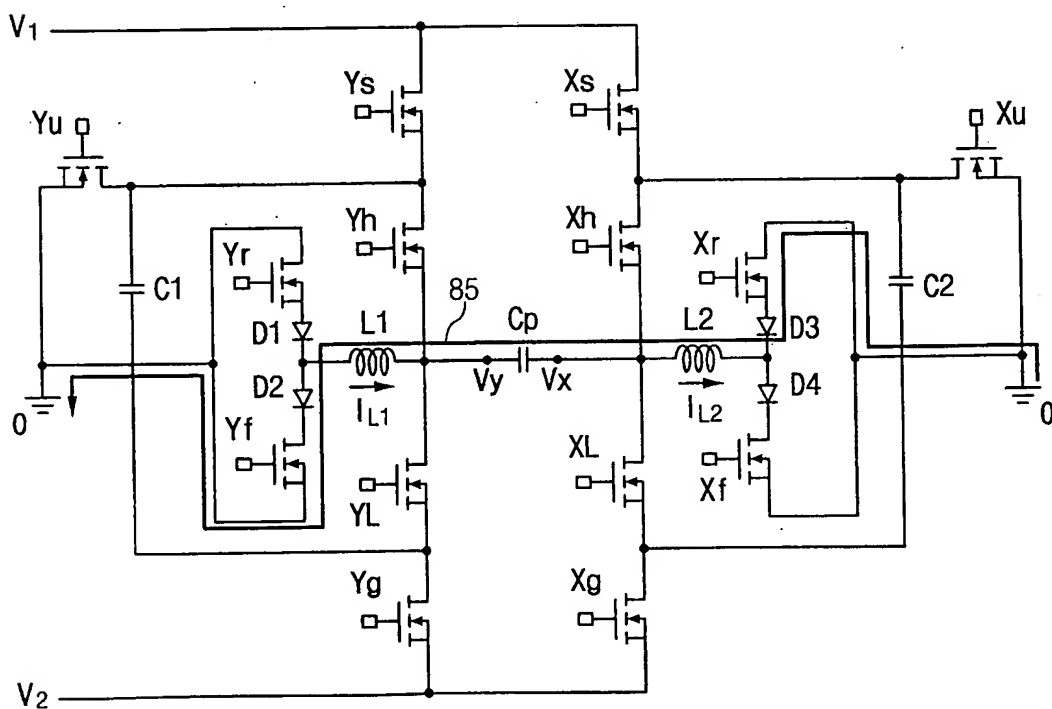 V1
Ys
Xs
Yu
Xu
Yh
Xh
Yr
Xr
C1
85
C2
D1
L1
Cp
L2
D3
D2
Vy
Vx
D4
0
IL1
IL2
0
Yf
YL
XL
Xf
Yg
Xg
V2